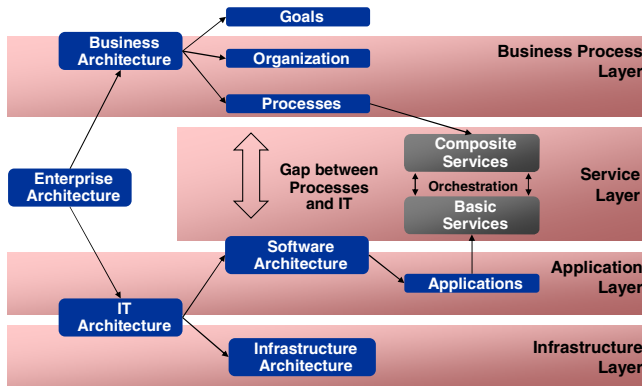 Goals
Business
Architecture
Organization
Business Process
Layer
Processes
Composite
Services
Gap between
Processes
and IT
Orchestration
Service
Layer
Enterprise
Architecture
Basic
Services
Software
Architecture
Applications
Application
Layer
IT
Architecture
Infrastructure
Architecture
Infrastructure
Layer